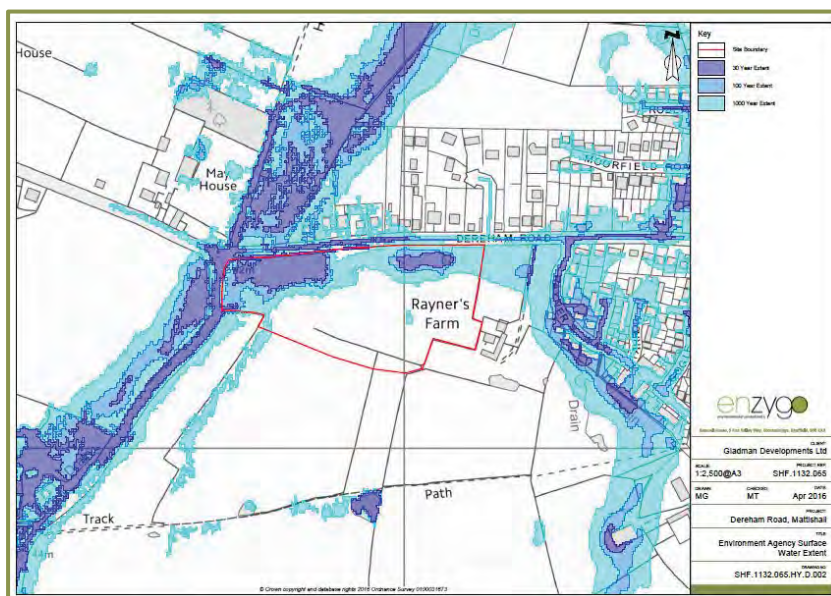 House
May
House
DEREHAM ROAD
MOORFIELD RO
Rayner's
Farm
Drain
Path
Track
44m
© Crown copyright and database rights 2016 Ordnance Survey 0100031673
Key
Site Boundary
30 Year Extent
100 Year Extent
1000 Year Extent
enzygo
CLIENT:
Gladman Developments Ltd
SCALE:
PROJECT REF:
1:2,500@A3
SHF.1132.065
DRAWN:
CHECKED:
DATE:
MG
MT
Apr 2016
PROJECT:
Dereham Road, Mattishall
TITLE:
Environment Agency Surface
Water Extent
DRAWING NO:
SHF.1132.065.HY.D.002